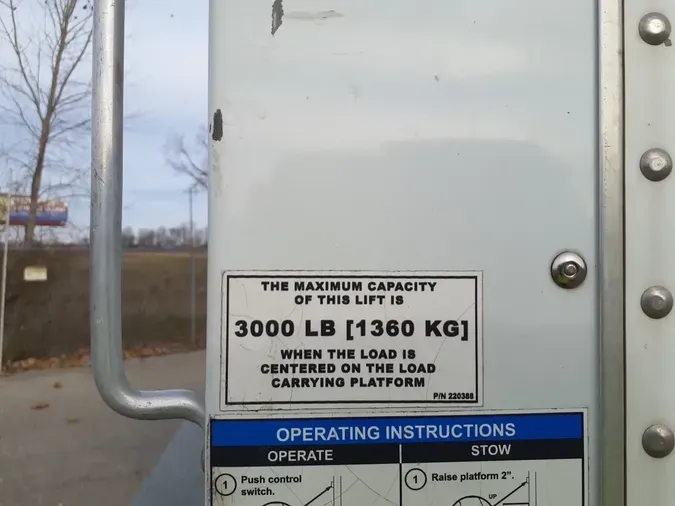 THE MAXIMUM CAPACITY
OF THIS LIFT IS
3000 LB [1360 KG]
WHEN THE LOAD IS
CENTERED ON THE LOAD
CARRYING PLATFORM
P/N 220388
OPERATING INSTRUCTIONS
OPERATE
STOW
1 Push control
switch.
1 Raise platform 2".
UP